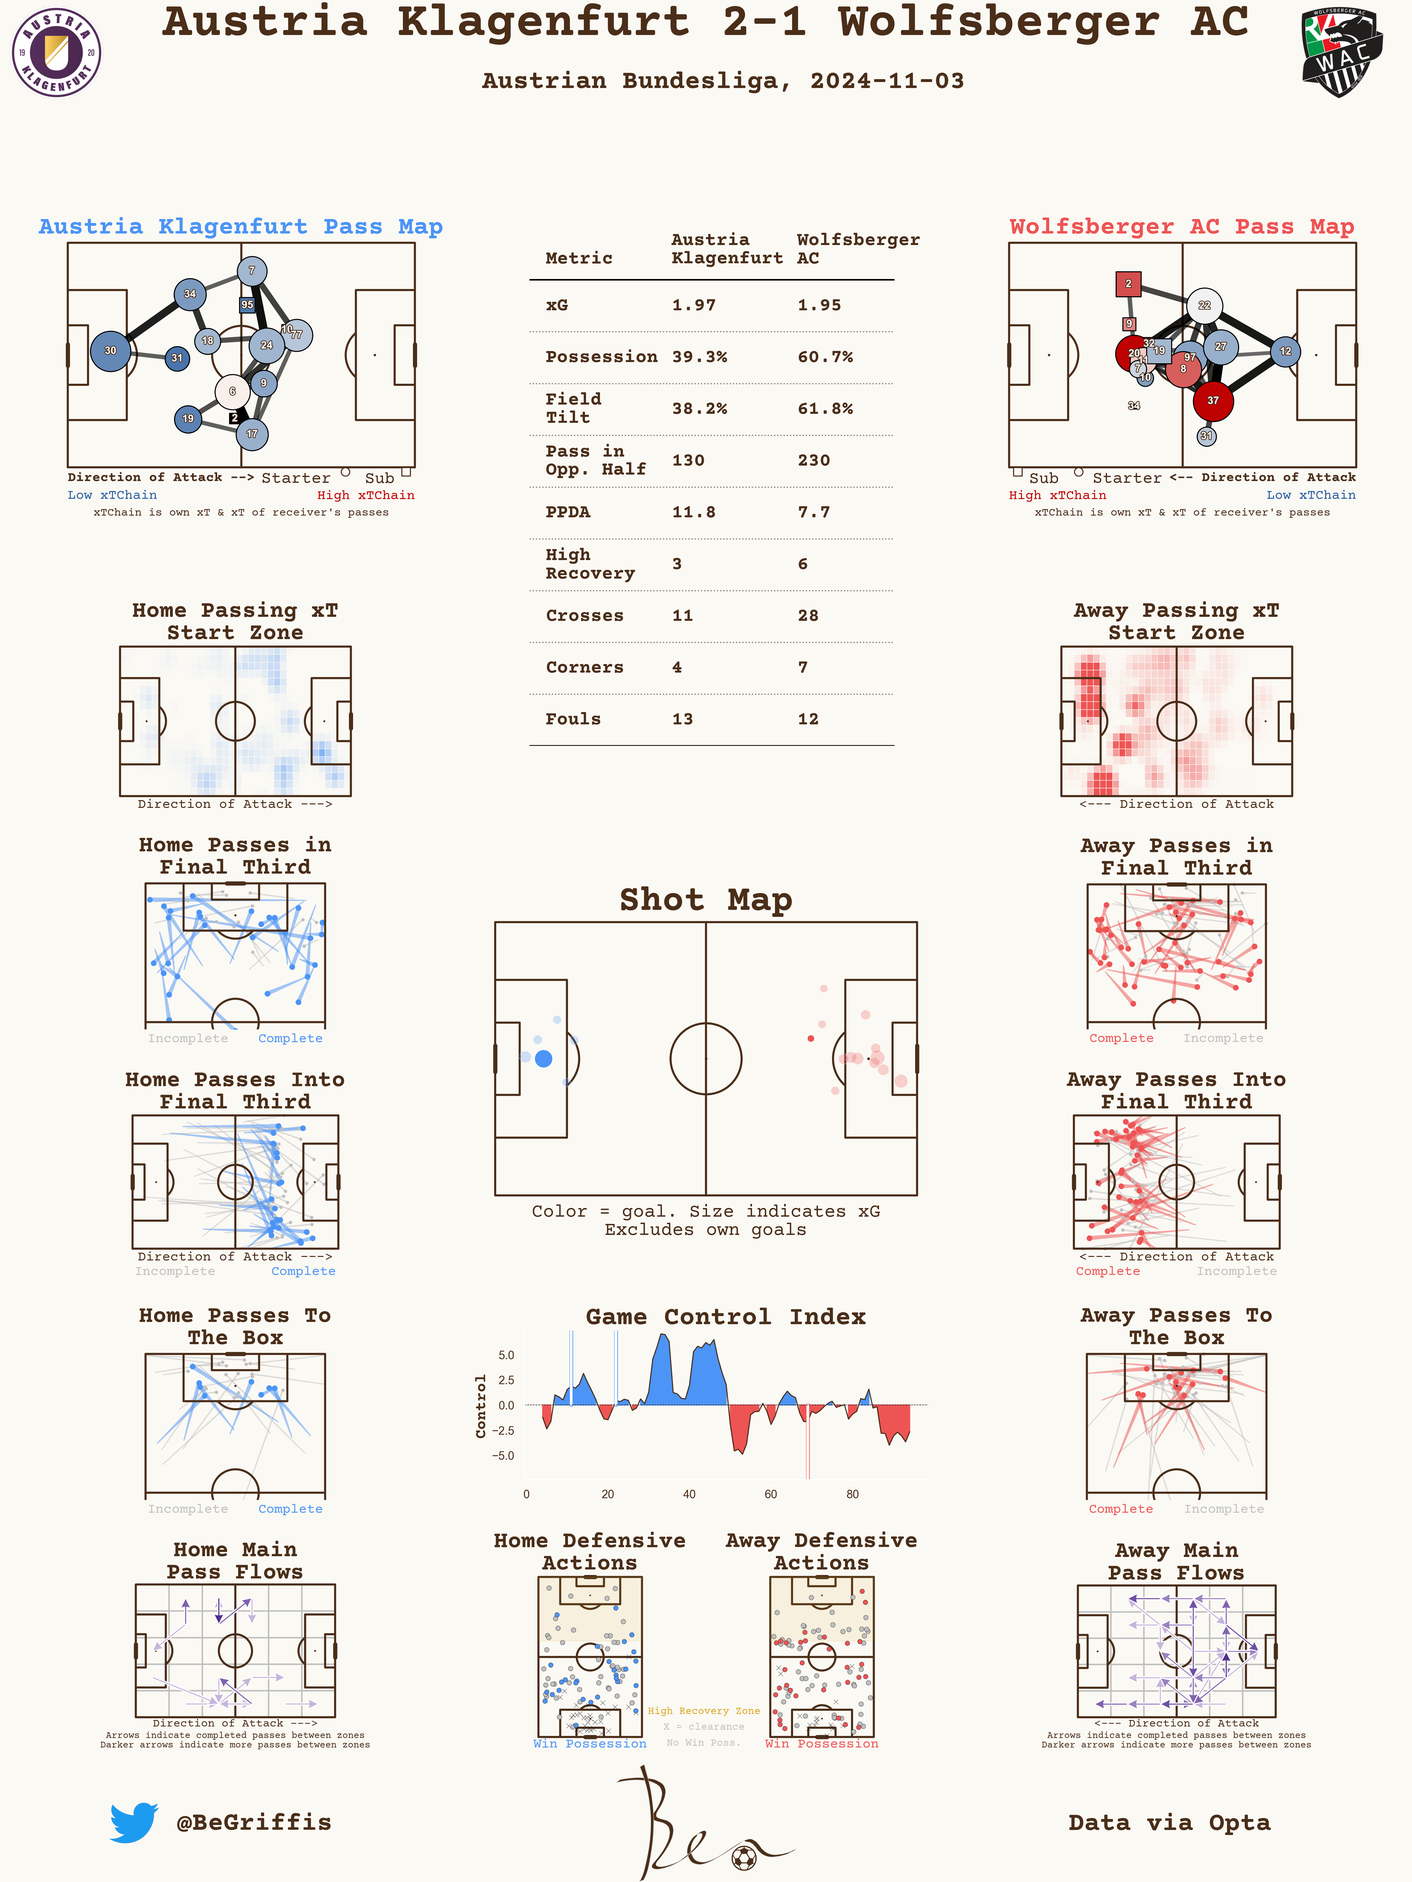 Austria Klagenfurt 2-1 Wolfsberger AC
Austrian Bundesliga, 2024-11-03
AUSTRIA
19 20
KLAGENFURT
WOLFSBERGER AC
WAC
Austria Klagenfurt Pass Map
7
34
95
10
77
18
24
30
31
6
9
19
2
17
Direction of Attack --> Starter Sub
Low xTChain High xTChain
xTChain is own xT & xT of receiver's passes
Metric Austria Klagenfurt Wolfsberger AC
xG 1.97 1.95
Possession 39.3% 60.7%
Field Tilt 38.2% 61.8%
Pass in Opp. Half 130 230
PPDA 11.8 7.7
High Recovery 3 6
Crosses 11 28
Corners 4 7
Fouls 13 12
Wolfsberger AC Pass Map
2
22
9
32
20
19
11
97
27
12
7
10
8
37
34
31
Sub Starter <-- Direction of Attack
High xTChain Low xTChain
xTChain is own xT & xT of receiver's passes
Home Passing xT
Start Zone
Direction of Attack --->
Away Passing xT
Start Zone
<--- Direction of Attack
Home Passes in
Final Third
Incomplete Complete
Away Passes in
Final Third
Complete Incomplete
Shot Map
Color = goal. Size indicates xG
Excludes own goals
Home Passes Into
Final Third
Direction of Attack --->
Incomplete Complete
Away Passes Into
Final Third
<--- Direction of Attack
Complete Incomplete
Home Passes To
The Box
Incomplete Complete
Game Control Index
Control
5.0
2.5
0.0
−2.5
−5.0
0 20 40 60 80
Away Passes To
The Box
Complete Incomplete
Home Main
Pass Flows
Direction of Attack --->
Arrows indicate completed passes between zones
Darker arrows indicate more passes between zones
Home Defensive
Actions
Win Possession
High Recovery Zone
X = clearance
No Win Poss.
Away Defensive
Actions
Win Possession
Away Main
Pass Flows
<--- Direction of Attack
Arrows indicate completed passes between zones
Darker arrows indicate more passes between zones
@BeGriffis
Ben
Data via Opta